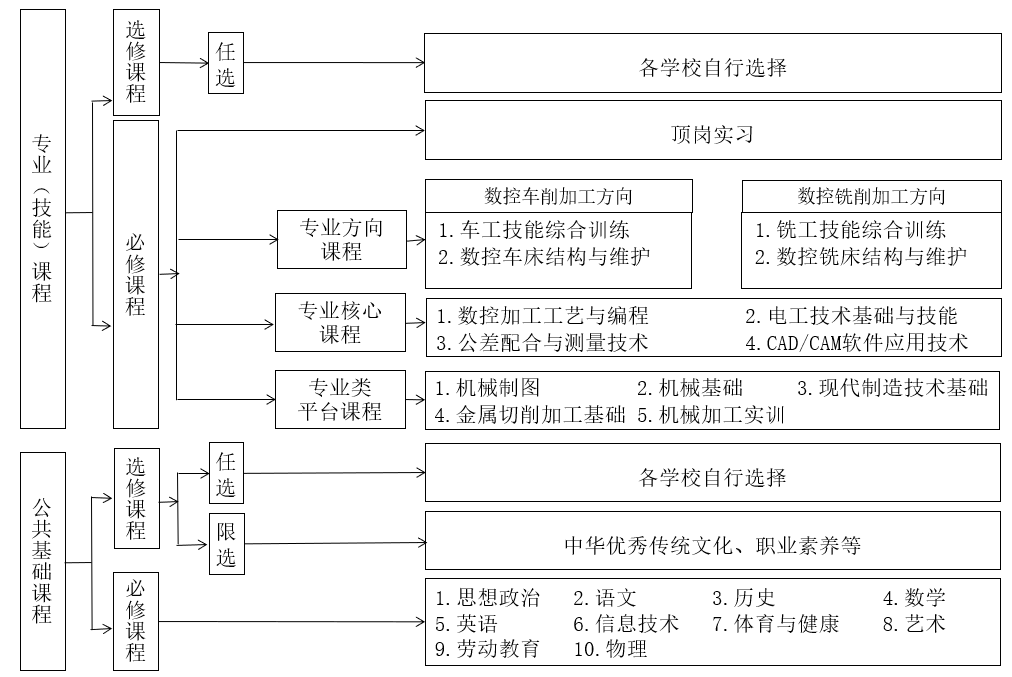 专业（技能）课程
选修课程
任选
各学校自行选择
必修课程
顶岗实习
专业方向
课程
数控车削加工方向
1.车工技能综合训练
2.数控车床结构与维护
数控铣削加工方向
1.铣工技能综合训练
2.数控铣床结构与维护
专业核心
课程
1.数控加工工艺与编程 2.电工技术基础与技能
3.公差配合与测量技术 4.CAD/CAM软件应用技术
专业类
平台课程
1.机械制图 2.机械基础 3.现代制造技术基础
4.金属切削加工基础 5.机械加工实训
公共基础课程
选修课程
任选
各学校自行选择
限选
中华优秀传统文化、职业素养等
必修课程
1.思想政治 2.语文 3.历史 4.数学
5.英语 6.信息技术 7.体育与健康 8.艺术
9.劳动教育 10.物理